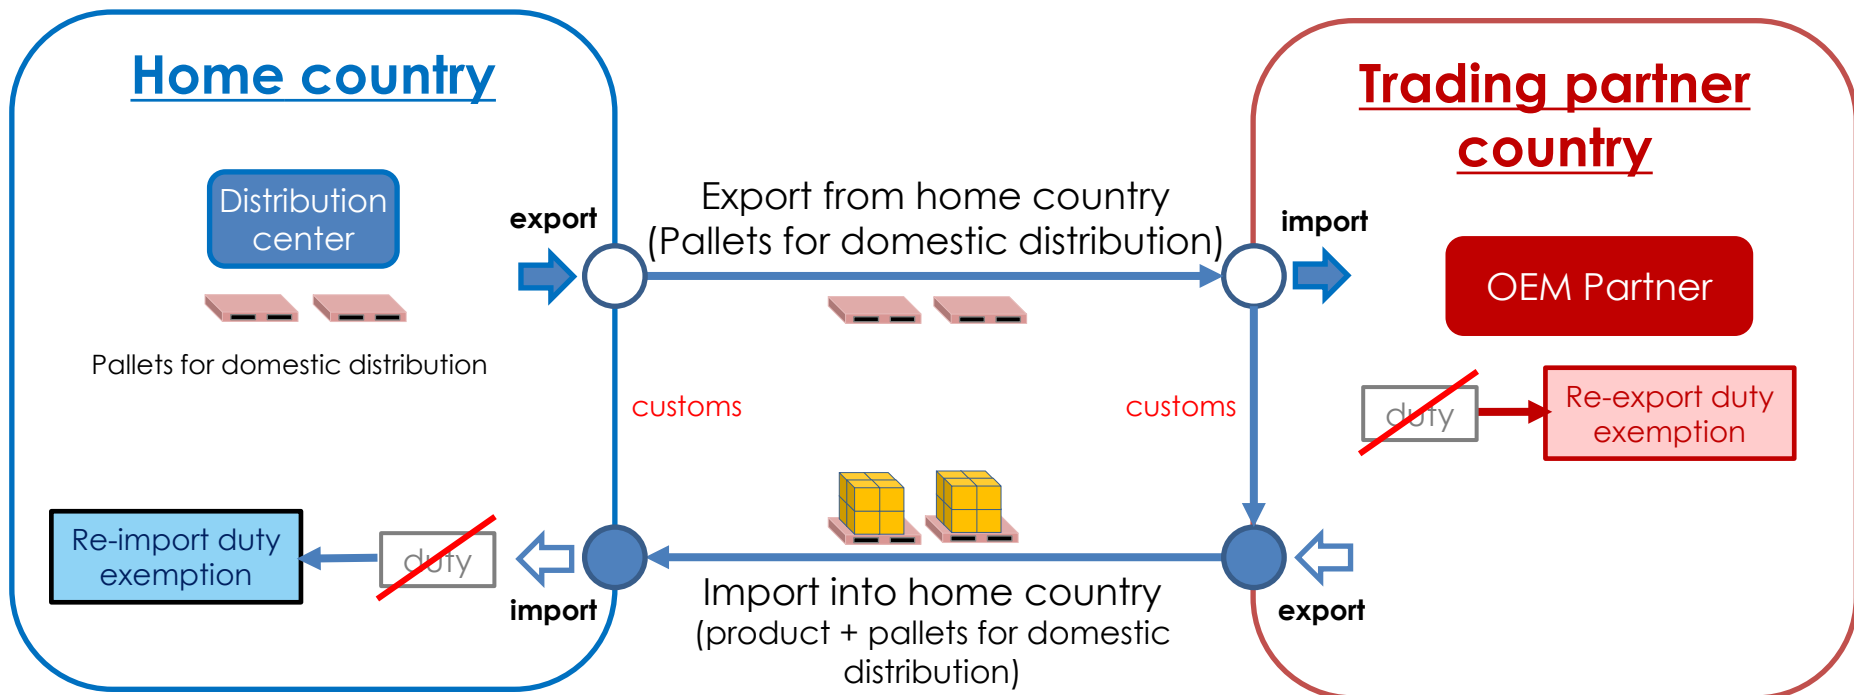 Home country
Distribution
center
Pallets for domestic distribution
export
Export from home country
(Pallets for domestic distribution)
import
Trading partner
country
OEM Partner
customs
customs
duty
Re-export duty
exemption
Re-import duty
exemption
duty
import
Import into home country
(product + pallets for domestic
distribution)
export